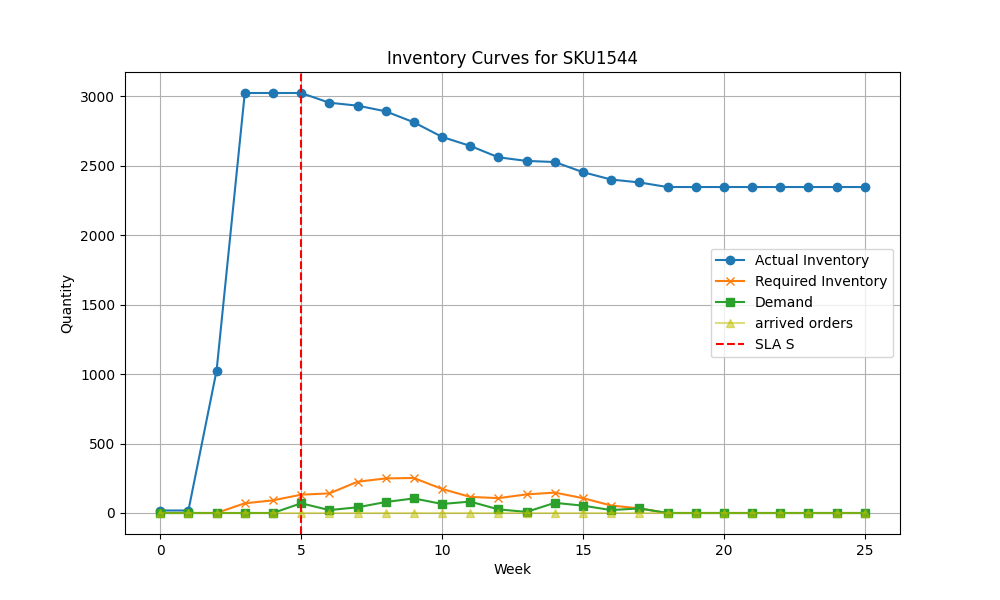 Inventory Curves for SKU1544
Quantity
3000
2500
2000
1500
1000
500
0
Actual Inventory
Required Inventory
Demand
arrived orders
SLA S
0 5 10 15 20 25
Week